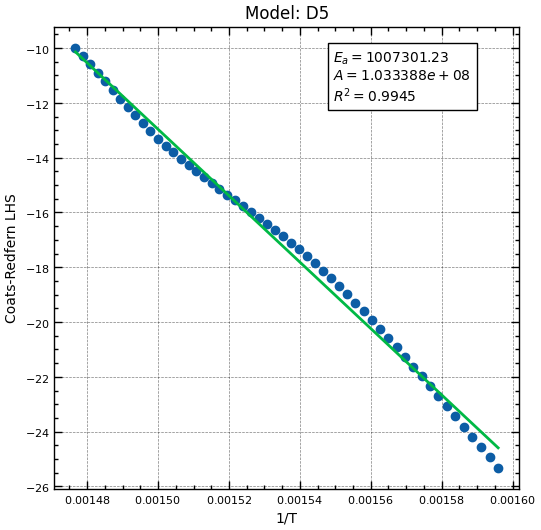 Model: D5
E_a = 1007301.23
A = 1.033388e + 08
R² = 0.9945
Coats-Redfern LHS
−10
−12
−14
−16
−18
−20
−22
−24
−26
0.00148 0.00150 0.00152 0.00154 0.00156 0.00158 0.00160
1/T